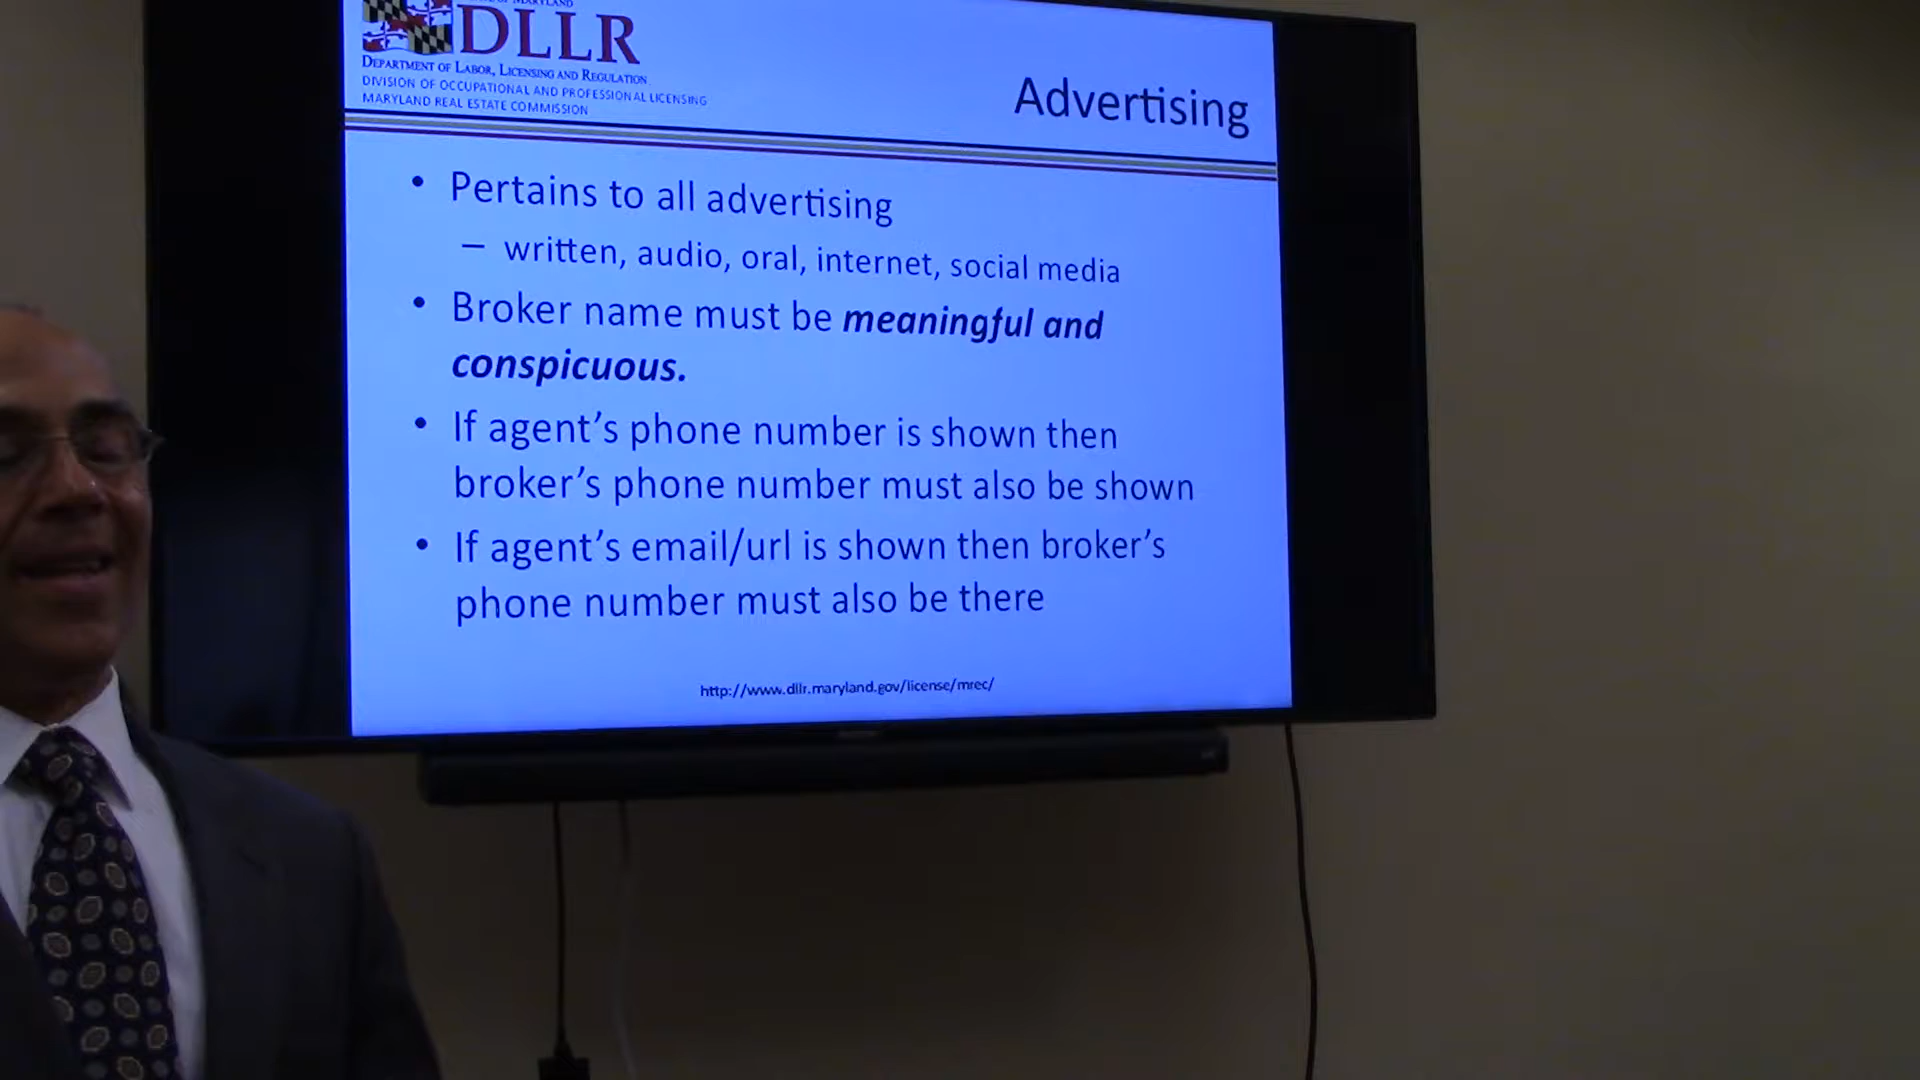 DLLR
DEPARTMENT OF LABOR, LICENSING AND REGULATION
DIVISION OF OCCUPATIONAL AND PROFESSIONAL LICENSING
MARYLAND REAL ESTATE COMMISSION
Advertising
• Pertains to all advertising
– written, audio, oral, internet, social media
• Broker name must be meaningful and
conspicuous.
• If agent’s phone number is shown then
broker’s phone number must also be shown
• If agent’s email/url is shown then broker’s
phone number must also be there
http://www.dllr.maryland.gov/license/mrec/